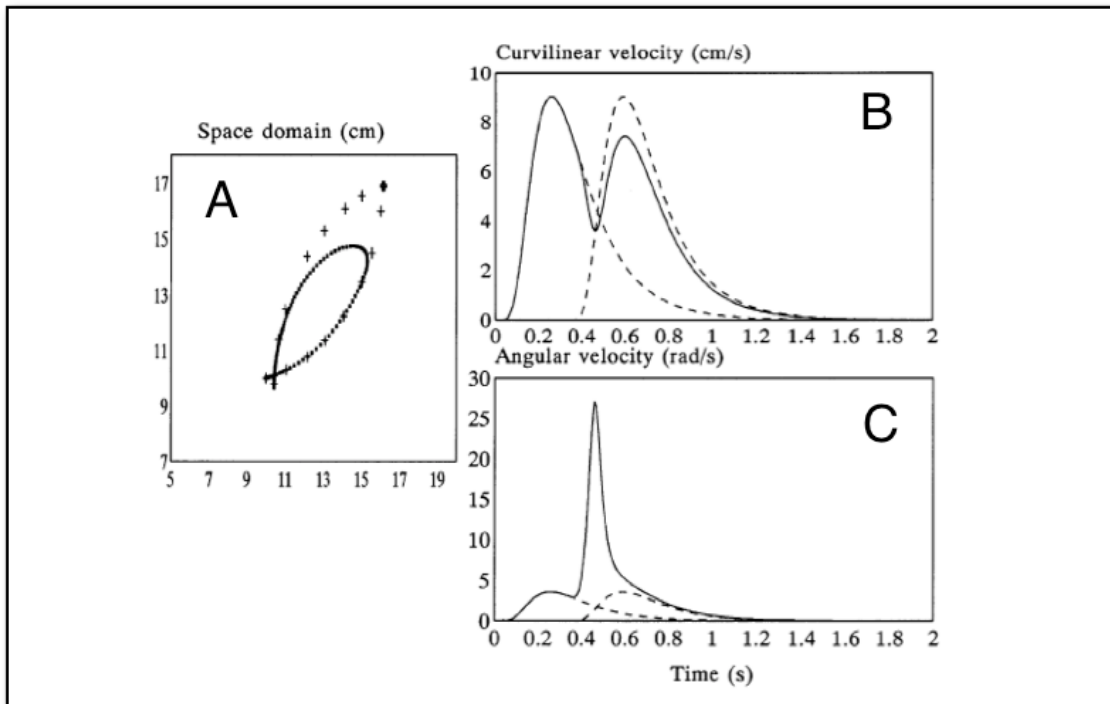 Space domain (cm)
A
17
15
13
11
9
7
5 7 9 11 13 15 17 19
Curvilinear velocity (cm/s)
B
10
8
6
4
2
0
0 0.2 0.4 0.6 0.8 1 1.2 1.4 1.6 1.8 2
Angular velocity (rad/s)
C
30
25
20
15
10
5
0
0 0.2 0.4 0.6 0.8 1 1.2 1.4 1.6 1.8 2
Time (s)